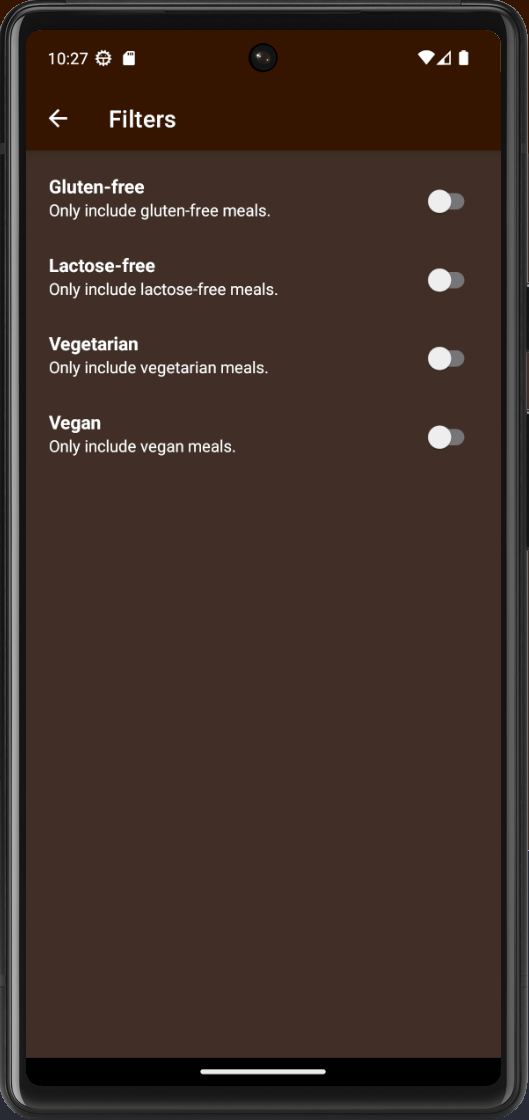 10:27
Filters
Gluten-free
Only include gluten-free meals.
Lactose-free
Only include lactose-free meals.
Vegetarian
Only include vegetarian meals.
Vegan
Only include vegan meals.